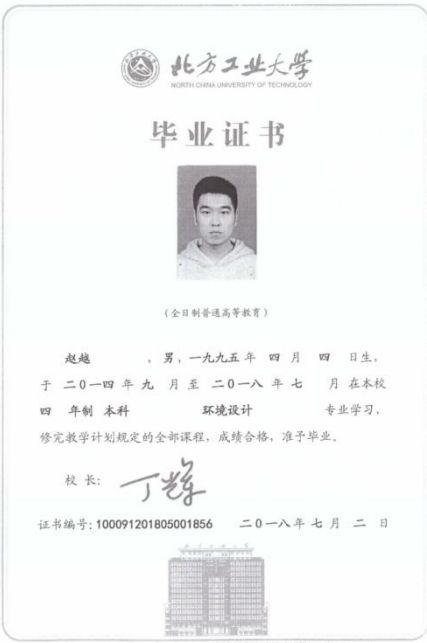 北方工业大学
NORTH CHINA UNIVERSITY OF TECHNOLOGY
毕业证书
(全日制普通高等教育)
赵越 , 男, 一九九五年 四 月 四 日生,
于 二〇一四 年 九 月 至 二〇一八 年 七 月 在本校
四 年制 本科 环境设计 专业学习,
修完教学计划规定的全部课程, 成绩合格, 准予毕业。
校 长: 丁辉
证书编号: 100091201805001856 二〇一八年 七 月 二 日